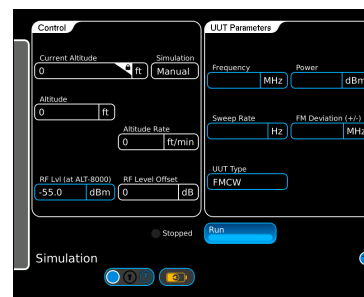 Control
UUT Parameters
Current Altitude
Simulation
0 ft
Manual
Frequency
Power
MHz
dBm
Altitude
0 ft
Altitude Rate
0 ft/min
Sweep Rate
FM Deviation (+/-)
Hz
MHz
RF Lvl (at ALT-8000)
RF Level Offset
-55.0 dBm
0 dB
UUT Type
FMCW
Stopped
Run
Simulation